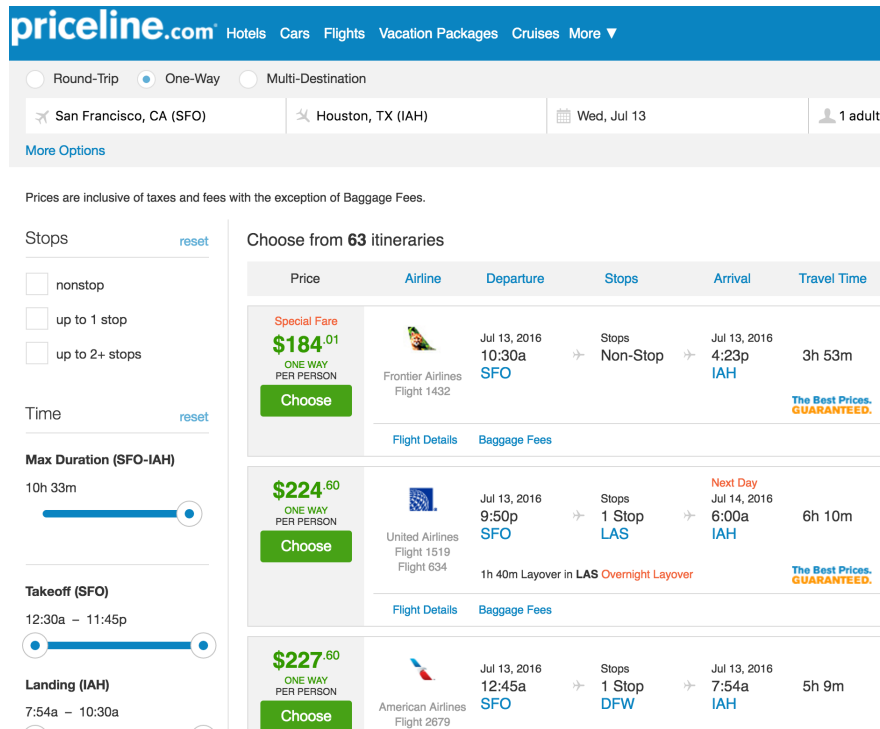 priceline.com Hotels Cars Flights Vacation Packages Cruises More ▼
Round-Trip One-Way Multi-Destination
San Francisco, CA (SFO) Houston, TX (IAH) Wed, Jul 13 1 adult
More Options
Prices are inclusive of taxes and fees with the exception of Baggage Fees.
Stops reset
nonstop
up to 1 stop
up to 2+ stops
Time reset
Max Duration (SFO-IAH)
10h 33m
Takeoff (SFO)
12:30a – 11:45p
Landing (IAH)
7:54a – 10:30a
Choose from 63 itineraries
Price Airline Departure Stops Arrival Travel Time
Special Fare
$184.01
ONE WAY
PER PERSON
Choose
Frontier Airlines
Flight 1432
Jul 13, 2016
10:30a
SFO
Stops
Non-Stop
Jul 13, 2016
4:23p
IAH
3h 53m
The Best Prices.
GUARANTEED.
Flight Details Baggage Fees
$224.60
ONE WAY
PER PERSON
Choose
United Airlines
Flight 1519
Flight 634
Jul 13, 2016
9:50p
SFO
Stops
1 Stop
LAS
Next Day
Jul 14, 2016
6:00a
IAH
6h 10m
1h 40m Layover in LAS Overnight Layover
The Best Prices.
GUARANTEED.
Flight Details Baggage Fees
$227.60
ONE WAY
PER PERSON
Choose
American Airlines
Flight 2679
Jul 13, 2016
12:45a
SFO
Stops
1 Stop
DFW
Jul 13, 2016
7:54a
IAH
5h 9m